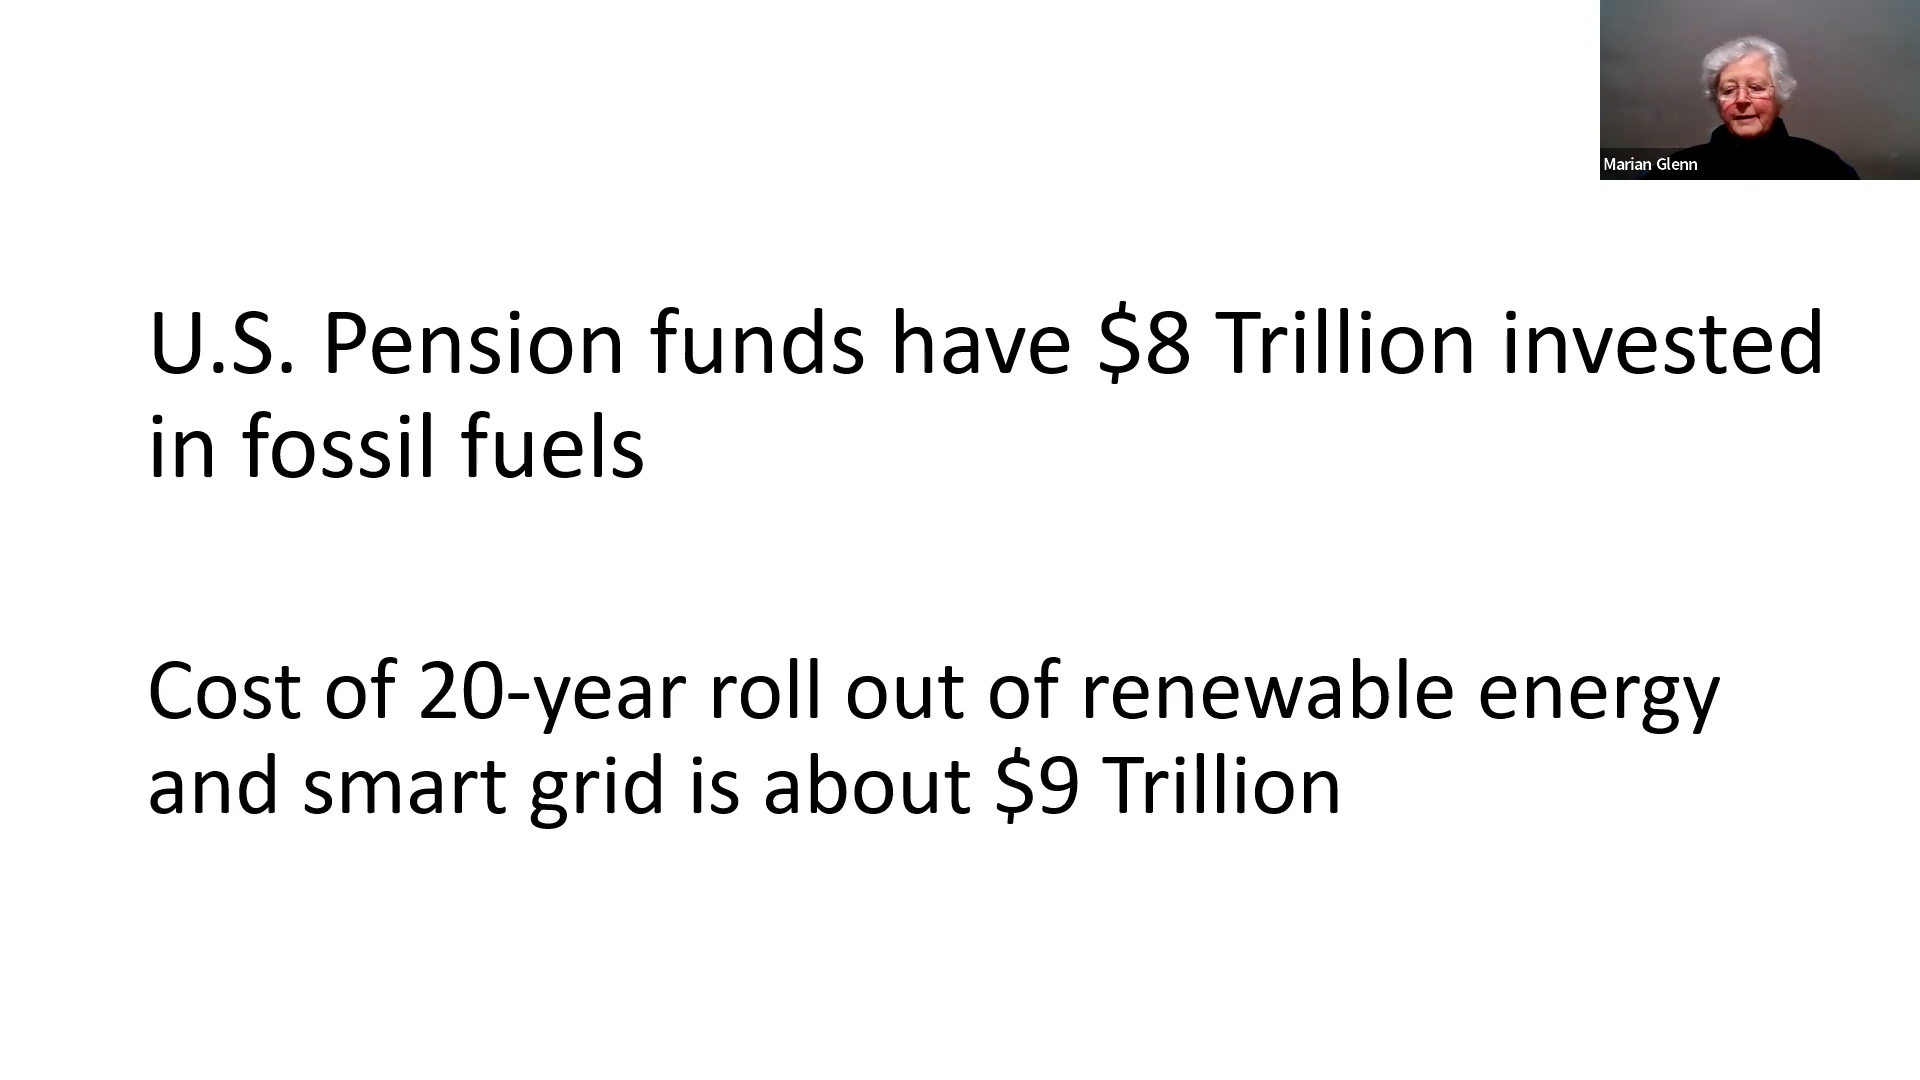 Marian Glenn
U.S. Pension funds have $8 Trillion invested
in fossil fuels
Cost of 20-year roll out of renewable energy
and smart grid is about $9 Trillion